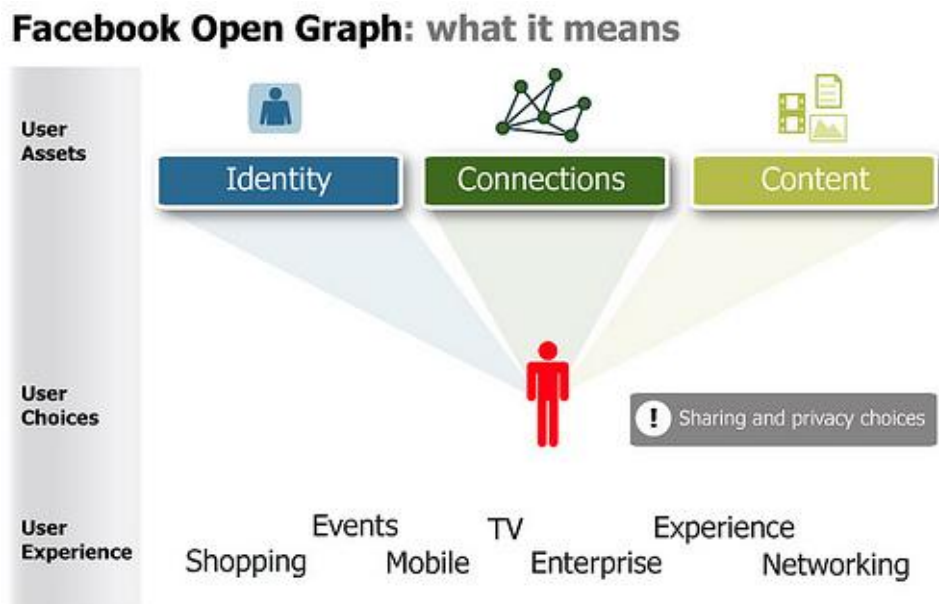 Facebook Open Graph: what it means
User
Assets
Identity
Connections
Content
User
Choices
! Sharing and privacy choices
User
Experience
Events
TV
Experience
Shopping
Mobile
Enterprise
Networking